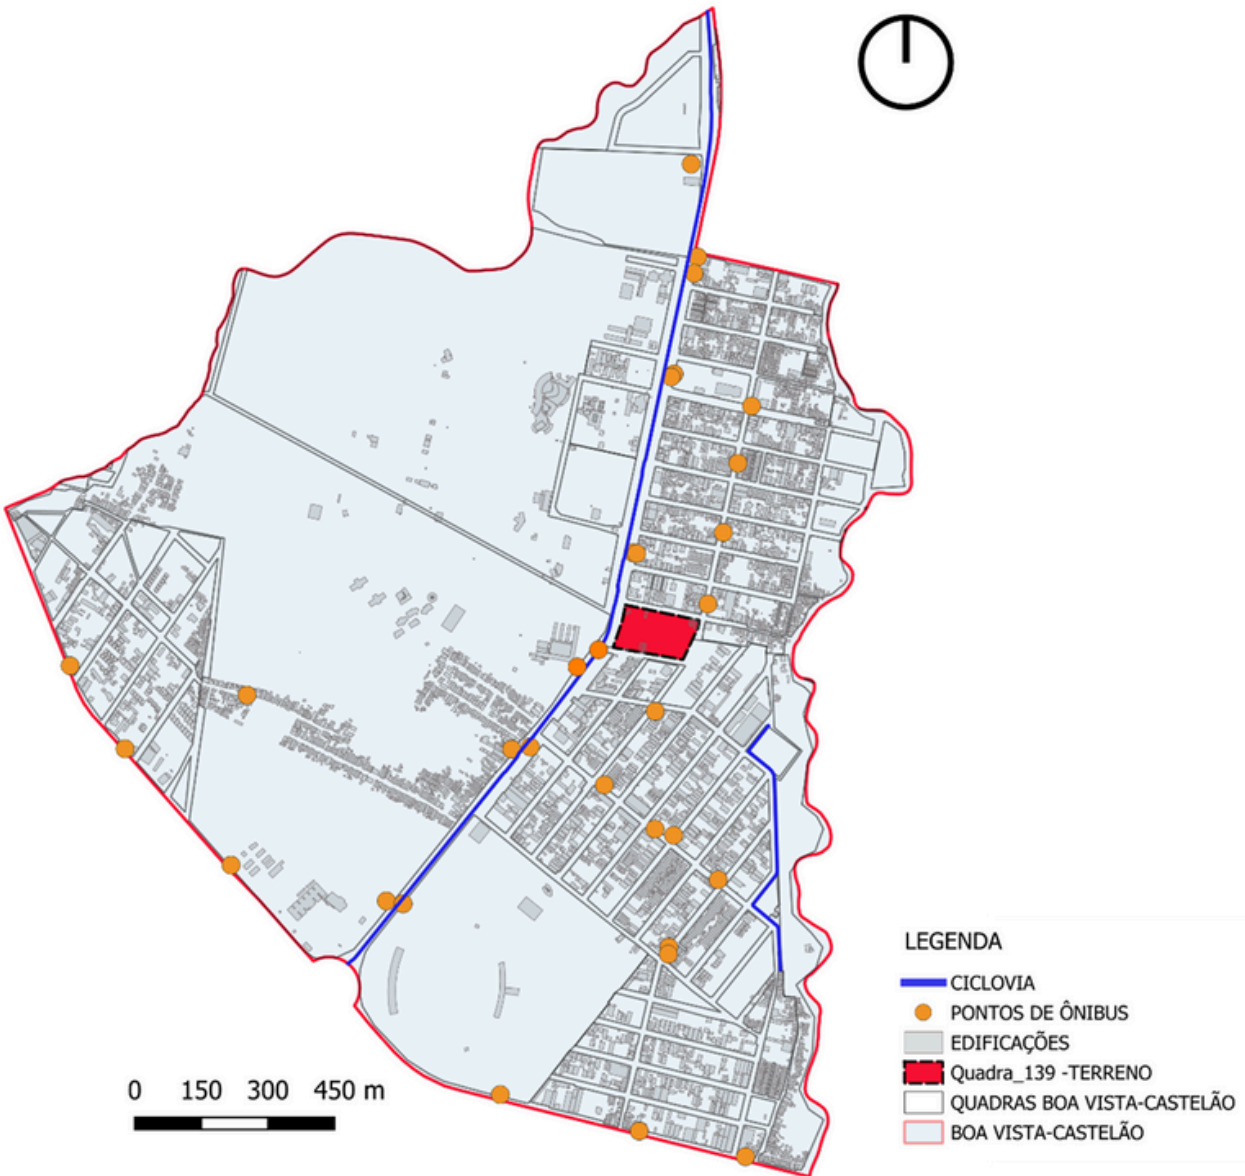 LEGENDA
CICLOVIA
PONTOS DE ÔNIBUS
EDIFICAÇÕES
Quadra_139 -TERRENO
QUADRAS BOA VISTA-CASTELÃO
BOA VISTA-CASTELÃO
0 150 300 450 m